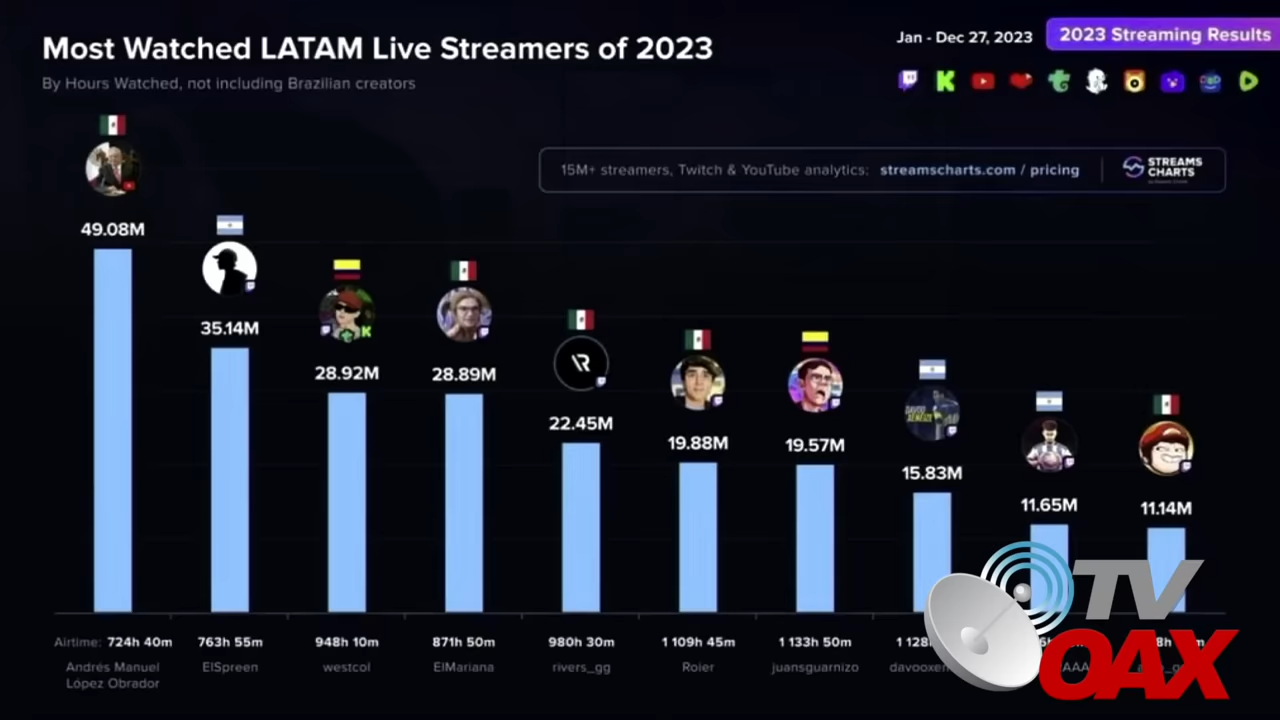 Most Watched LATAM Live Streamers of 2023
By Hours Watched, not including Brazilian creators
Jan - Dec 27, 2023
2023 Streaming Results
15M+ streamers, Twitch & YouTube analytics: streamscharts.com / pricing
STREAMS
CHARTS
49.08M
35.14M
28.92M
28.89M
22.45M
19.88M
19.57M
15.83M
11.65M
11.14M
Airtime: 724h 40m
763h 55m
948h 10m
871h 50m
980h 30m
1 109h 45m
1 133h 50m
Andrés Manuel
López Obrador
ElSpreen
westcol
ElMariana
rivers_gg
Roier
juansguarnizo
TV
OAX